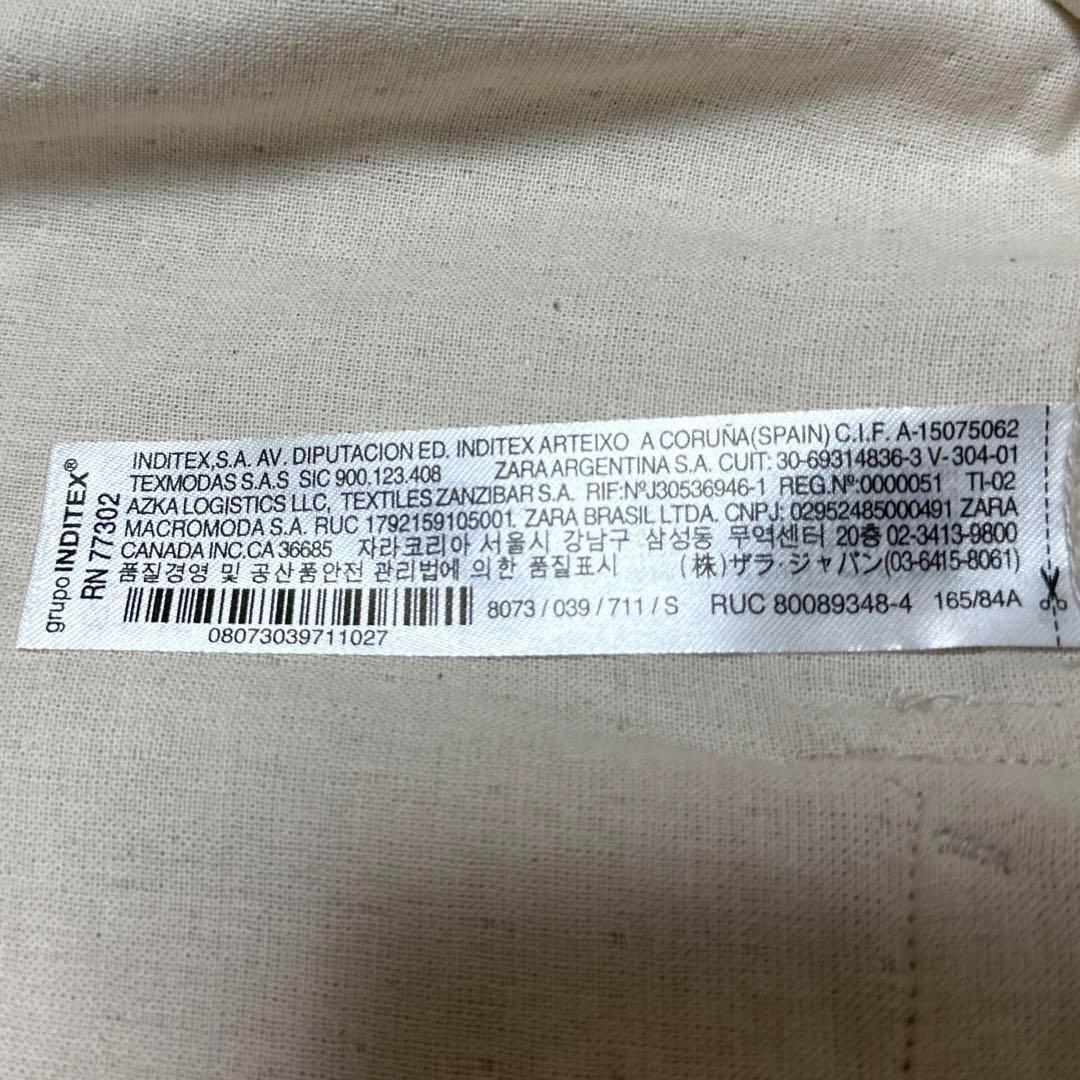 grupo INDITEX®
RN 77302
INDITEX,S.A. AV. DIPUTACION ED. INDITEX ARTEIXO A CORUÑA(SPAIN) C.I.F. A-15075062
TEXMODAS S.A.S SIC 900.123.408 ZARA ARGENTINA S.A. CUIT: 30-69314836-3 V-304-01
AZKA LOGISTICS LLC, TEXTILES ZANZIBAR S.A. RIF:NºJ30536946-1 REG.Nº:0000051 TI-02
MACROMODA S.A. RUC 1792159105001. ZARA BRASIL LTDA. CNPJ: 02952485000491 ZARA
CANADA INC.CA 36685 자라코리아 서울시 강남구 삼성동 무역센터 20층 02-3413-9800
품질경영 및 공산품안전 관리법에 의한 품질표시 (株)ザラ・ジャパン(03-6415-8061)
8073 / 039 / 711 / S RUC 80089348-4 165/84A
08073039711027